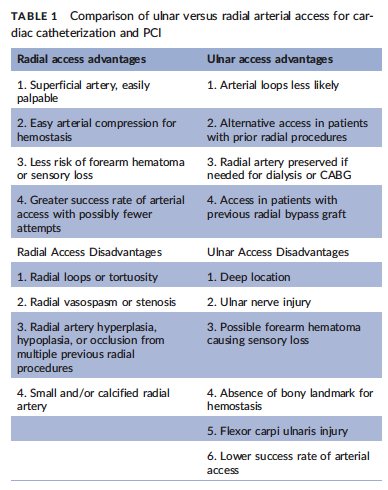 TABLE 1 Comparison of ulnar versus radial arterial access for car-
diac catheterization and PCI
Radial access advantages
Ulnar access advantages
1. Superficial artery, easily
palpable
1. Arterial loops less likely
2. Easy arterial compression for
hemostasis
2. Alternative access in patients
with prior radial procedures
3. Less risk of forearm hematoma
or sensory loss
3. Radial artery preserved if
needed for dialysis or CABG
4. Greater success rate of arterial
access with possibly fewer
attempts
4. Access in patients with
previous radial bypass graft
Radial Access Disadvantages
Ulnar Access Disadvantages
1. Radial loops or tortuosity
1. Deep location
2. Radial vasospasm or stenosis
2. Ulnar nerve injury
3. Radial artery hyperplasia,
hypoplasia, or occlusion from
multiple previous radial
procedures
3. Possible forearm hematoma
causing sensory loss
4. Small and/or calcified radial
artery
4. Absence of bony landmark for
hemostasis
5. Flexor carpi ulnaris injury
6. Lower success rate of arterial
access